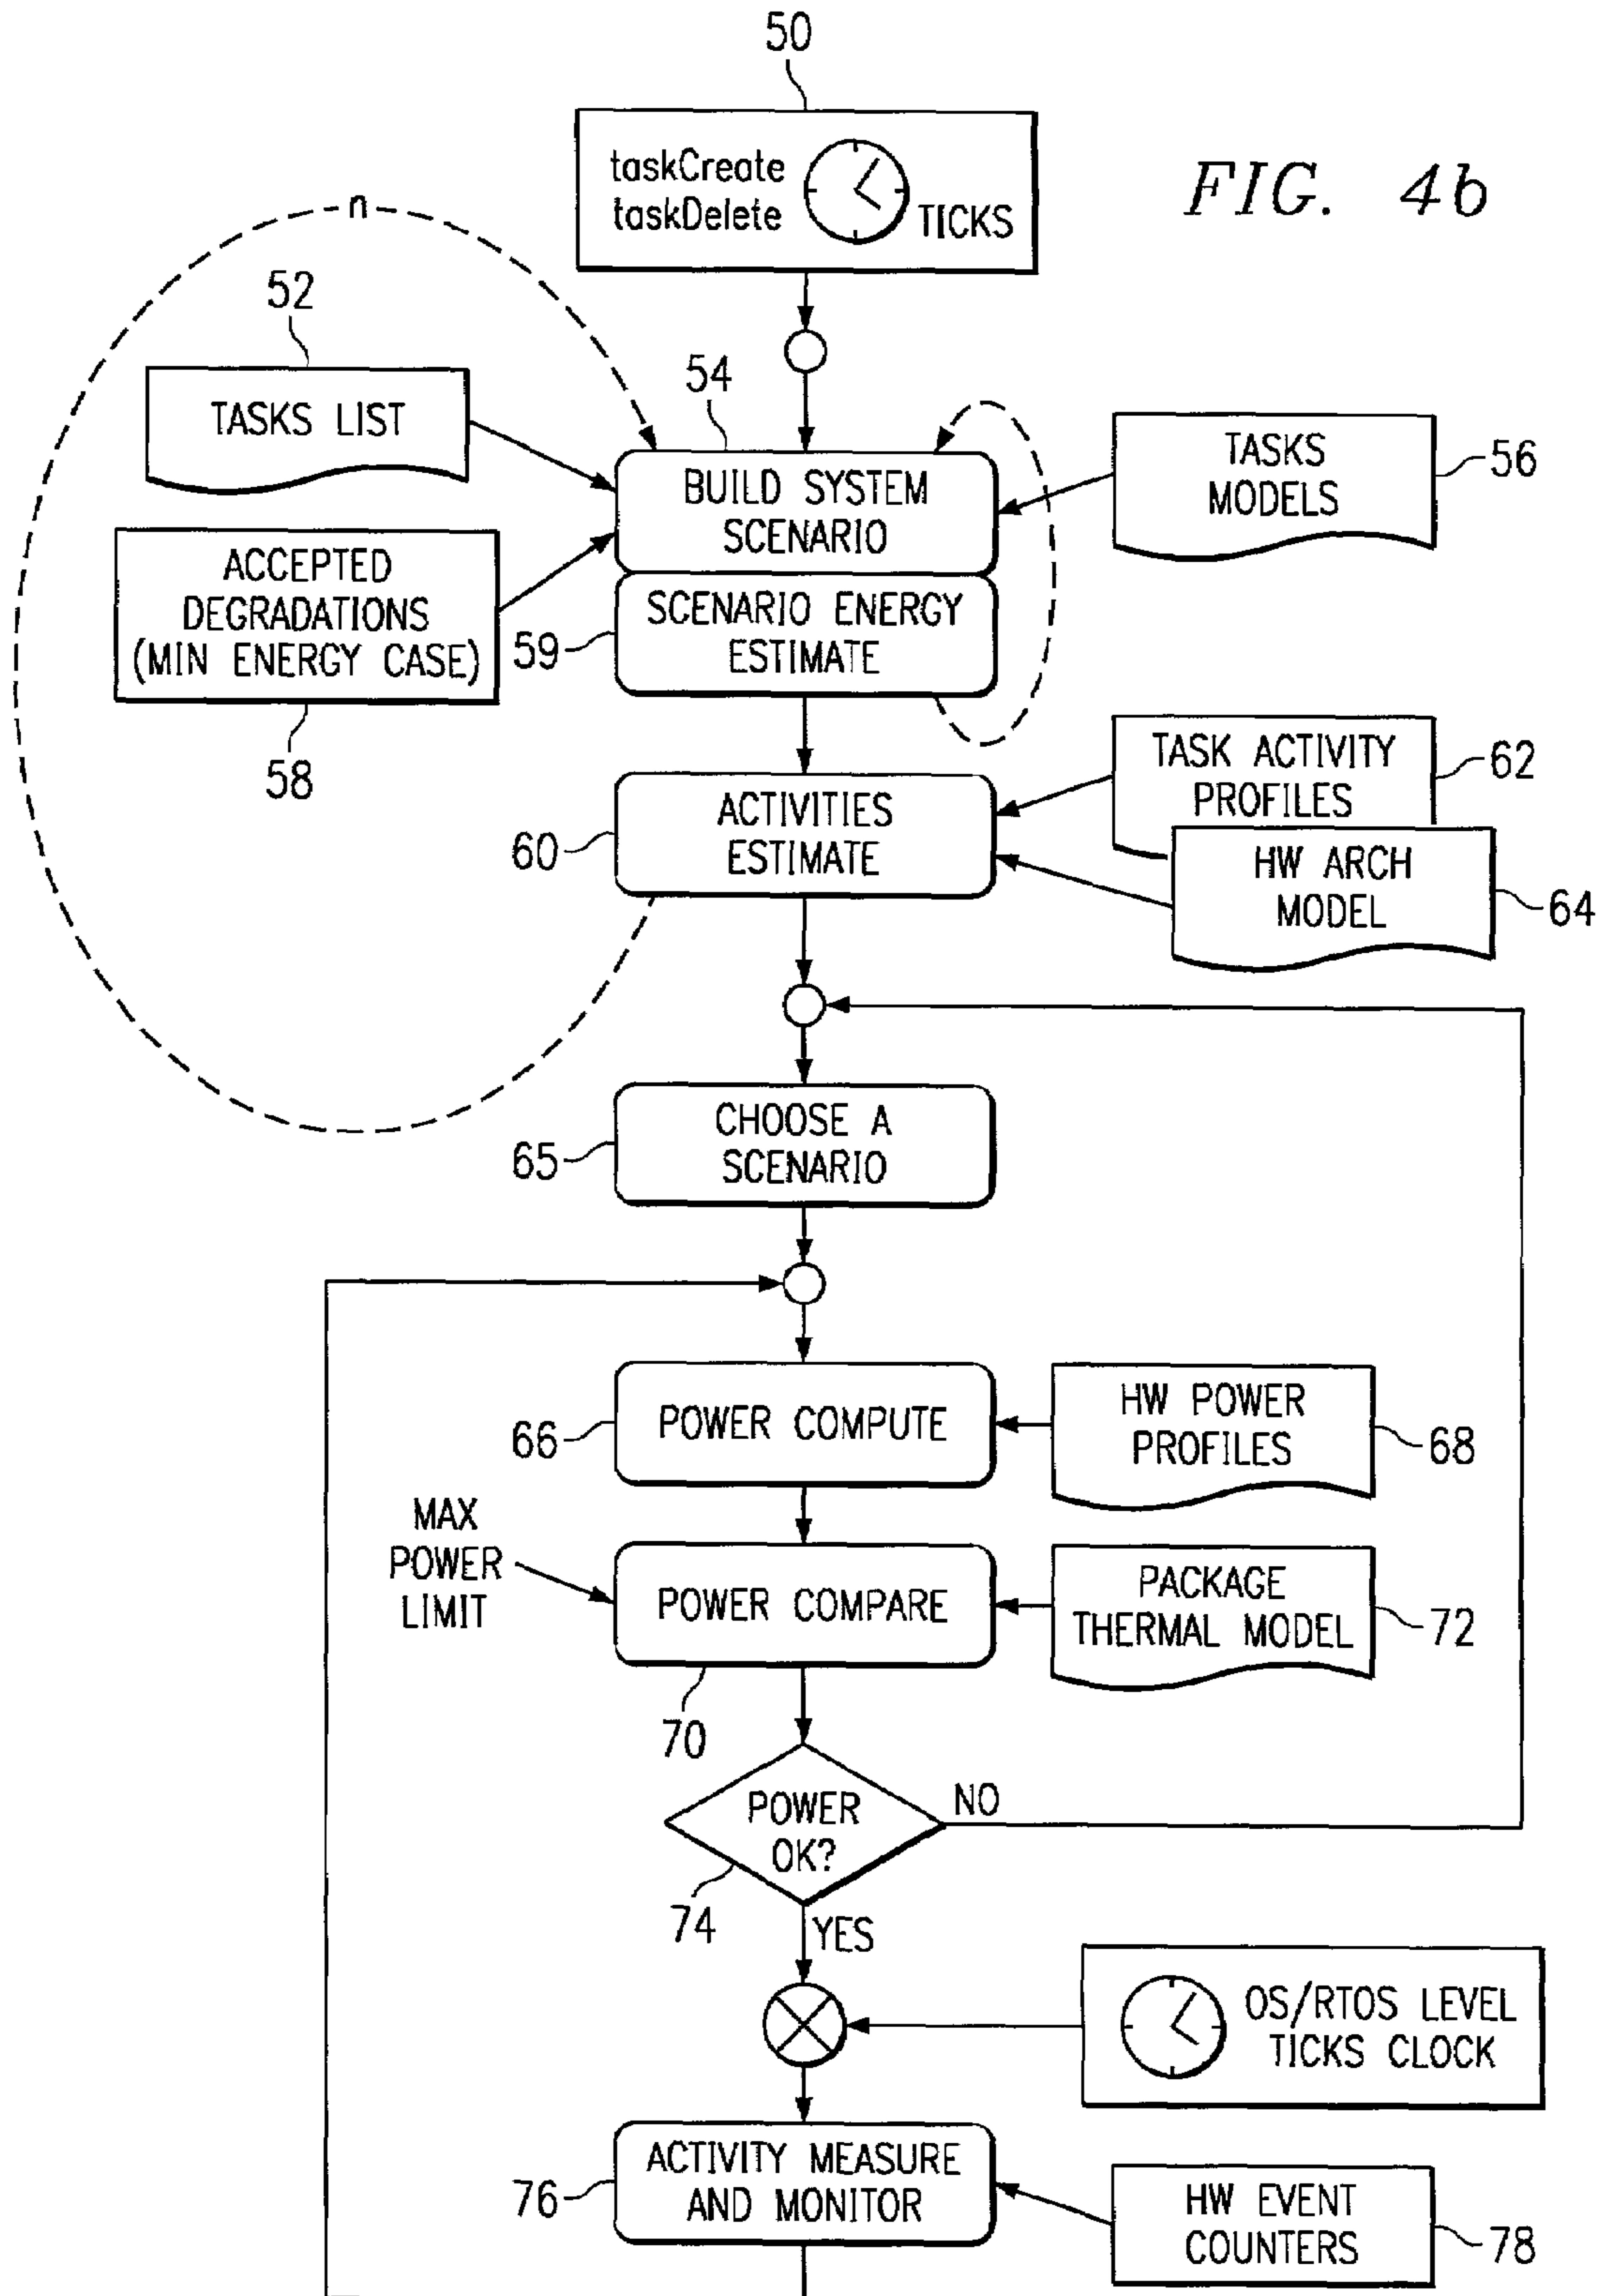 50
taskCreate
taskDelete
TICKS
FIG. 4b
n
52
TASKS LIST
54
BUILD SYSTEM
SCENARIO
TASKS
MODELS
56
ACCEPTED
DEGRADATIONS
(MIN ENERGY CASE)
58
59
SCENARIO ENERGY
ESTIMATE
60
ACTIVITIES
ESTIMATE
TASK ACTIVITY
PROFILES
62
HW ARCH
MODEL
64
65
CHOOSE A
SCENARIO
66
POWER COMPUTE
HW POWER
PROFILES
68
MAX
POWER
LIMIT
POWER COMPARE
70
PACKAGE
THERMAL MODEL
72
POWER
OK?
74
NO
YES
OS/RTOS LEVEL
TICKS CLOCK
76
ACTIVITY MEASURE
AND MONITOR
HW EVENT
COUNTERS
78